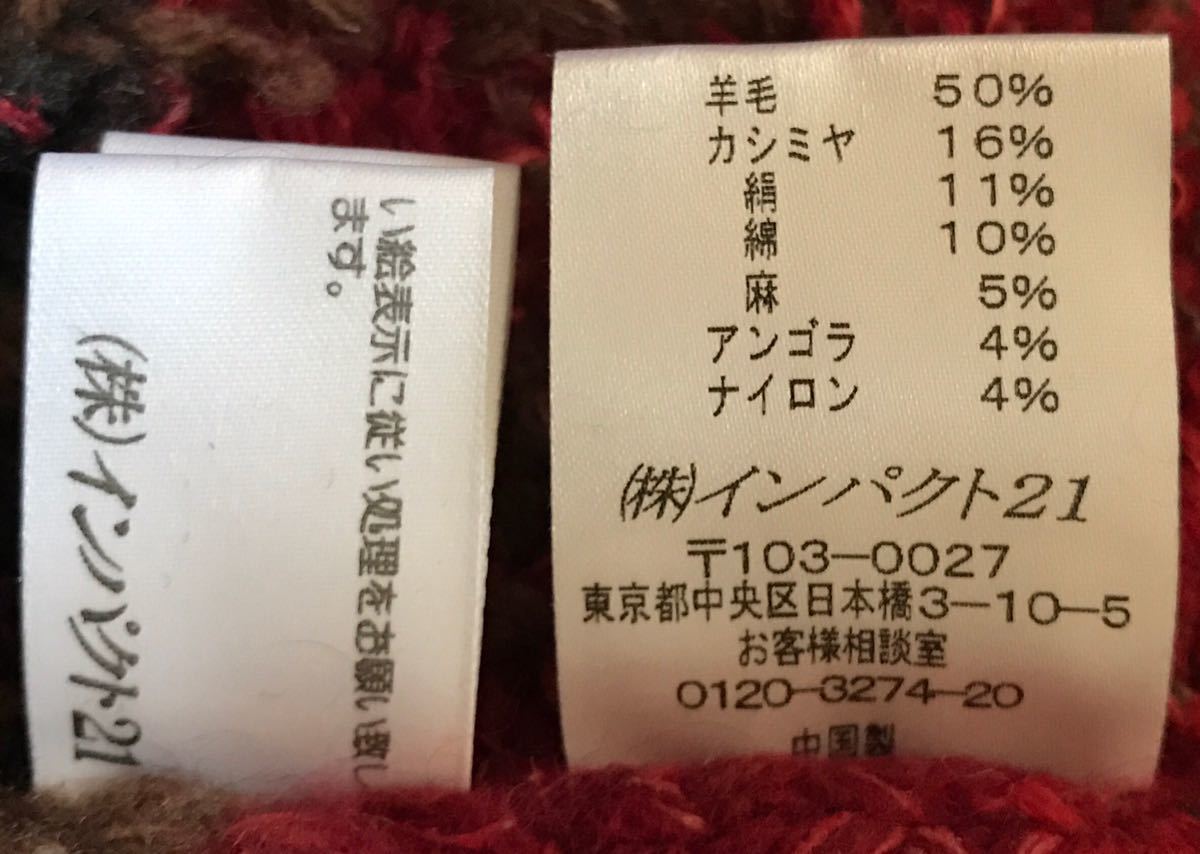 い絵表示に従い処理をお願い致し
ます。
(株)インパクト21
羊毛 50%
カシミヤ 16%
絹 11%
綿 10%
麻 5%
アンゴラ 4%
ナイロン 4%
(株)インパクト21
〒103-0027
東京都中央区日本橋3-10-5
お客様相談室
0120-3274-20
中国製